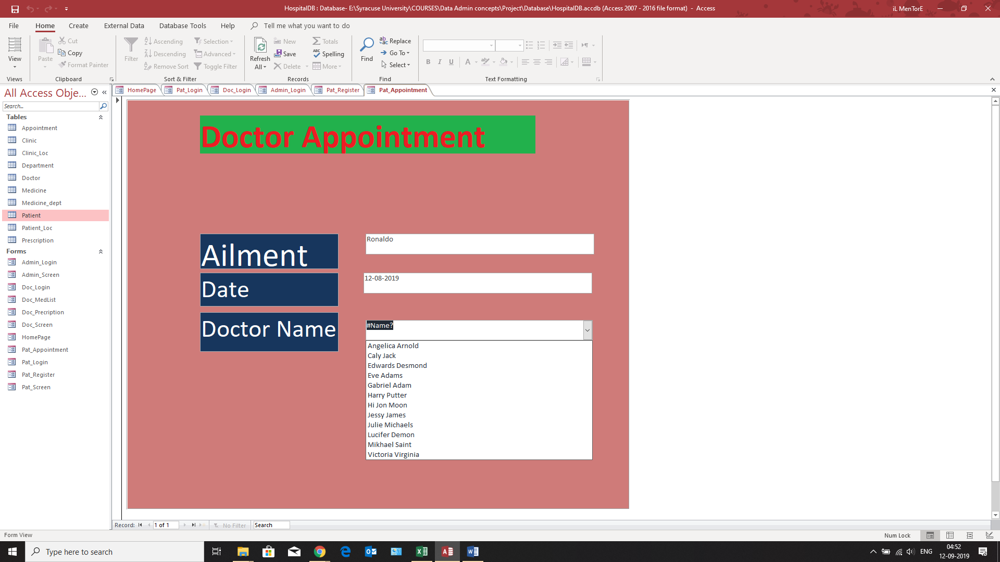 HospitalDB : Database- E:\Syracuse University\COURSES\Data Admin concepts\Project\Database\HospitalDB.accdb (Access 2007 - 2016 file format) - Access
iL MenTorE
File Home Create External Data Database Tools Help Tell me what you want to do
View
Views
Paste
Cut
Copy
Format Painter
Clipboard
Filter
Ascending
Descending
Remove Sort
Selection
Advanced
Toggle Filter
Sort & Filter
Refresh
All
New
Save
Delete
Totals
Spelling
More
Records
Find
Replace
Go To
Select
Find
B I U A
Text Formatting
All Access Obje...
Search...
Tables
Appointment
Clinic
Clinic_Loc
Department
Doctor
Medicine
Medicine_dept
Patient
Patient_Loc
Prescription
Forms
Admin_Login
Admin_Screen
Doc_Login
Doc_MedList
Doc_Precription
Doc_Screen
HomePage
Pat_Appointment
Pat_Login
Pat_Register
Pat_Screen
HomePage Pat_Login Doc_Login Admin_Login Pat_Register Pat_Appointment
Doctor Appointment
Ailment
Ronaldo
Date
12-08-2019
Doctor Name
#Name?
Angelica Arnold
Caly Jack
Edwards Desmond
Eve Adams
Gabriel Adam
Harry Putter
Hi Jon Moon
Jessy James
Julie Michaels
Lucifer Demon
Mikhael Saint
Victoria Virginia
Record: 1 of 1 No Filter Search
Form View
Num Lock
Type here to search
ENG
04:52
12-09-2019